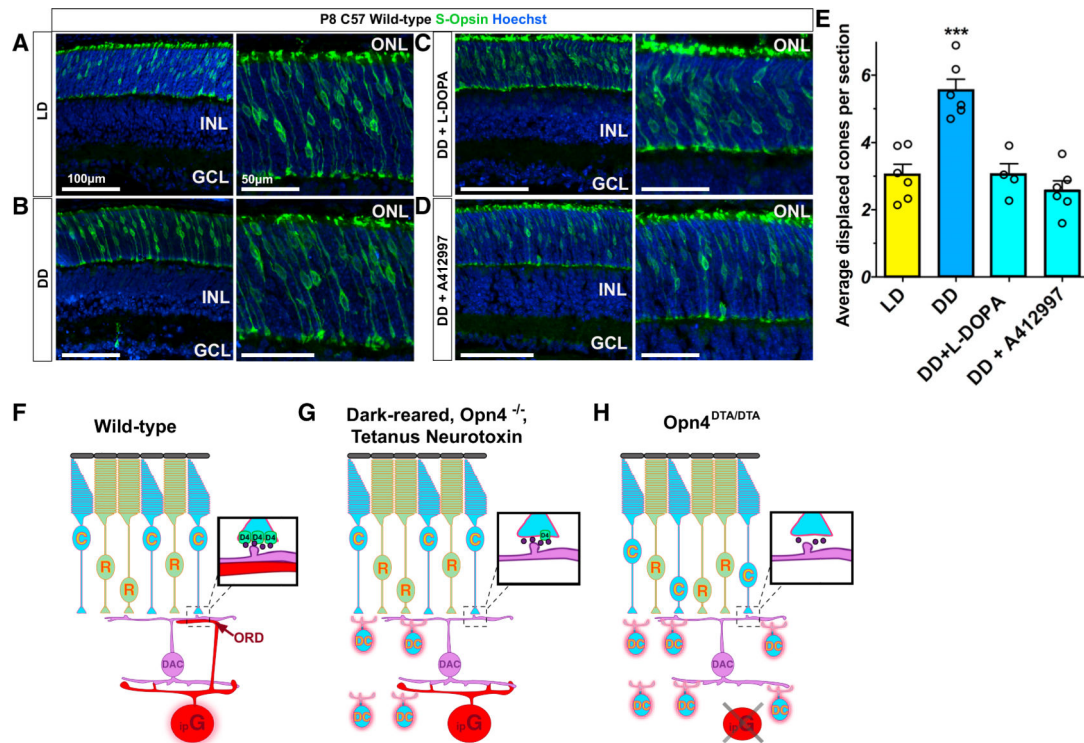 P8 C57 Wild-type S-Opsin Hoechst
A
LD
ONL
INL
GCL
100µm
50µm
B
DD
ONL
INL
GCL
C
DD + L-DOPA
ONL
INL
GCL
D
DD + A412997
ONL
INL
GCL
E
***
Average displaced cones per section
6
4
2
0
LD
DD
DD+L-DOPA
DD + A412997
F
Wild-type
C
C
C
R
R
R
D4 D4 D4
ORD
DAC
ipG
G
Dark-reared, Opn4 -/-;
Tetanus Neurotoxin
C
C
C
R
R
R
D4
DC
DC
DAC
DC
DC
ipG
H
Opn4DTA/DTA
C
R
C
R
R
C
DC
DC
DC
DAC
DC
DC
DC
ipG